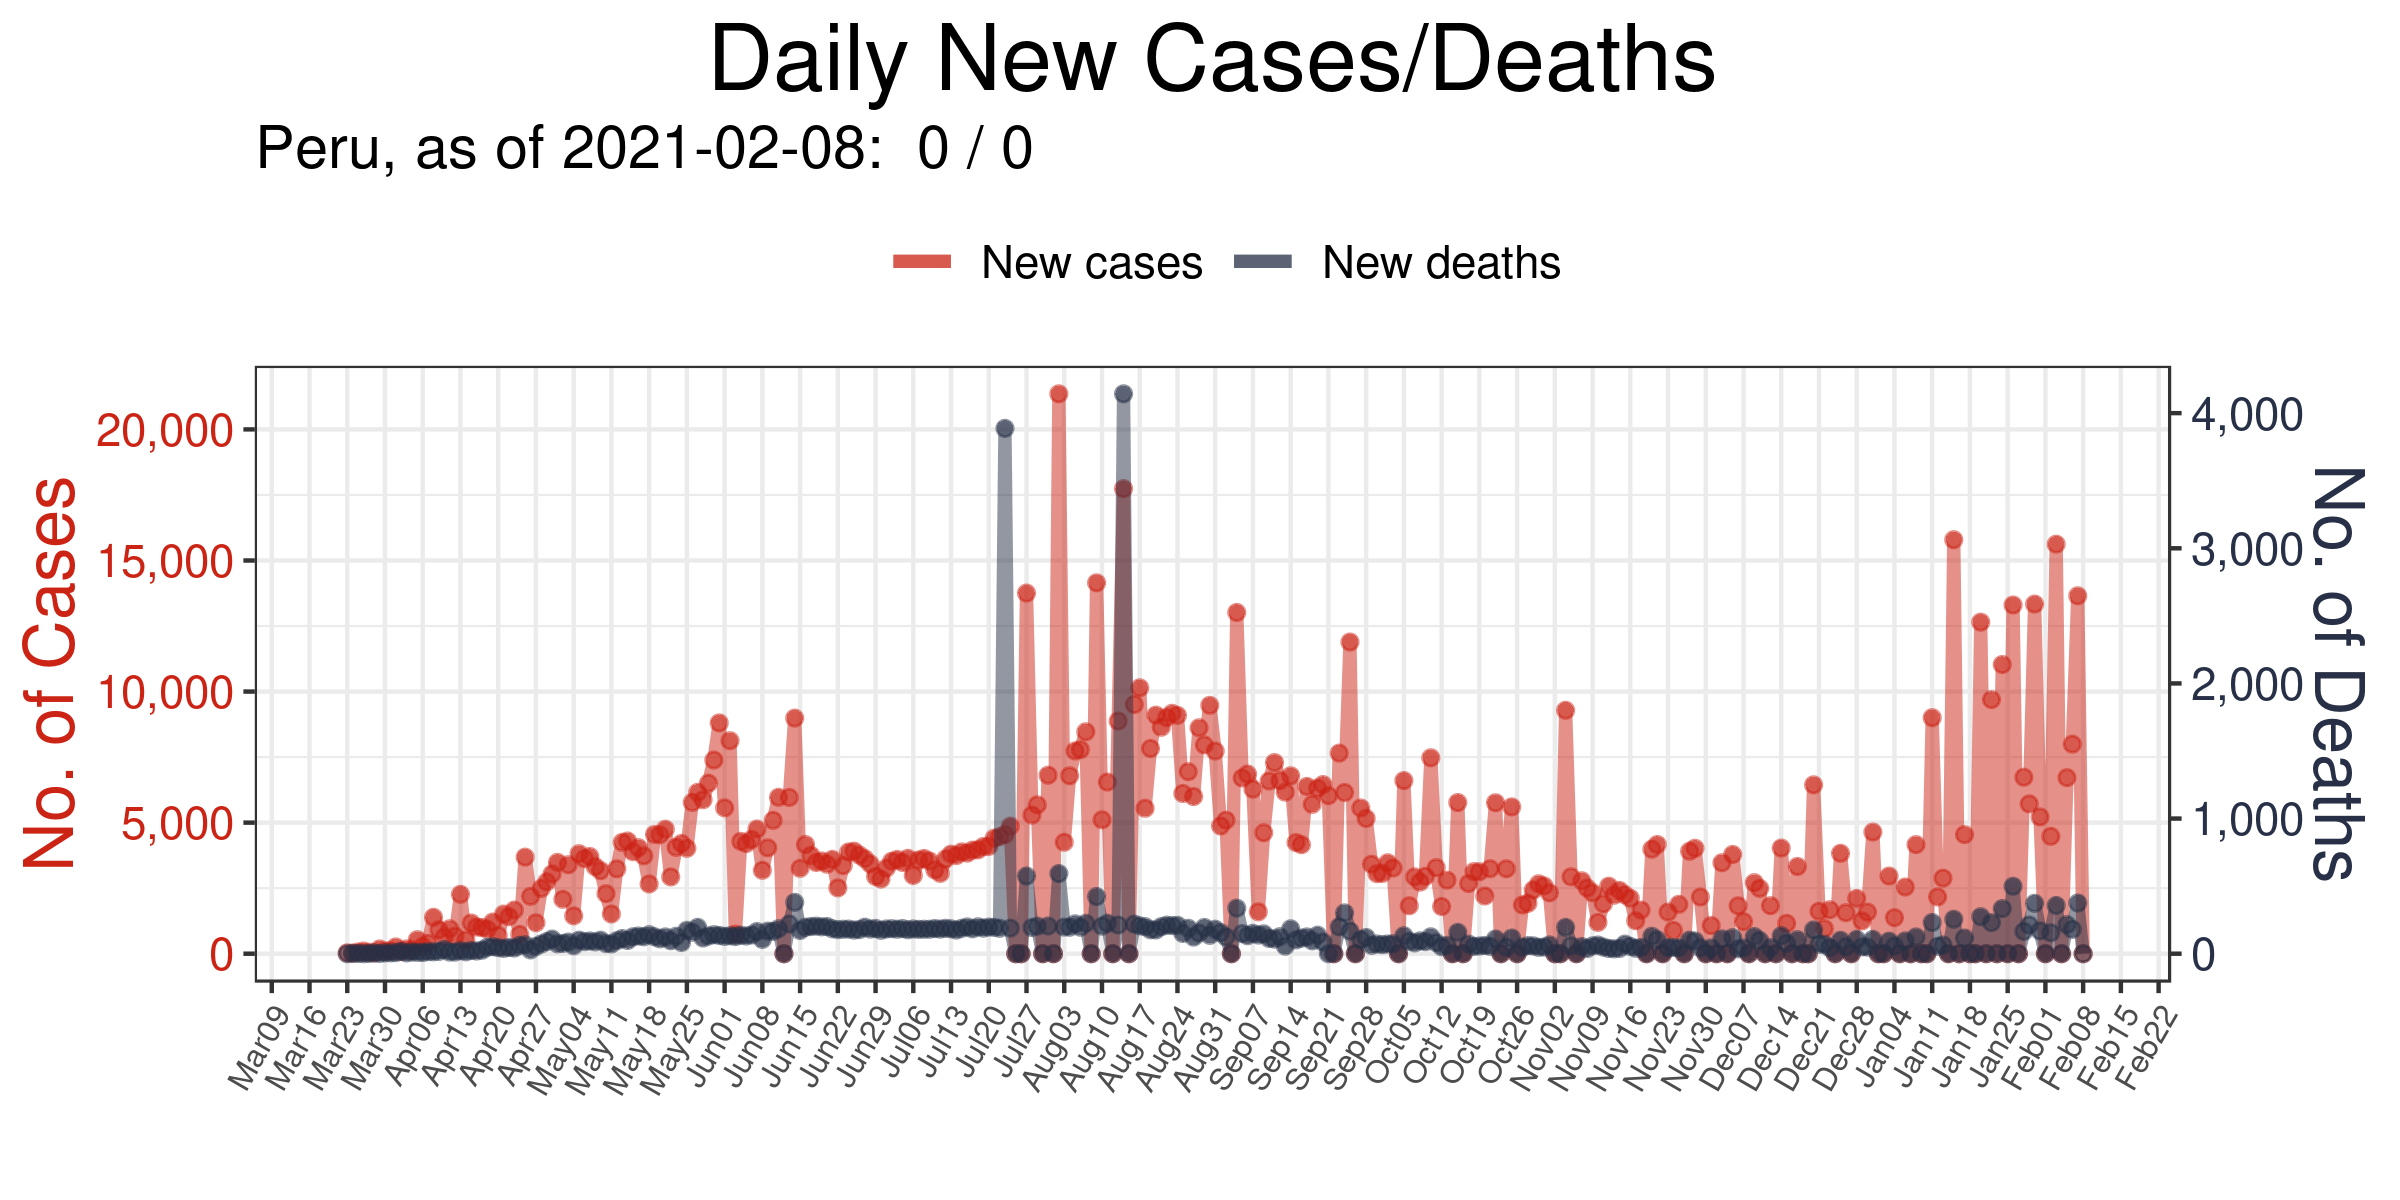 Daily New Cases/Deaths
Peru, as of 2021-02-08:  0 / 0
New cases
New deaths
No. of Cases
20,000
15,000
10,000
5,000
0
4,000
3,000
2,000
1,000
0
No. of Deaths
Mar09
Mar16
Mar23
Mar30
Apr06
Apr13
Apr20
Apr27
May04
May11
May18
May25
Jun01
Jun08
Jun15
Jun22
Jun29
Jul06
Jul13
Jul20
Jul27
Aug03
Aug10
Aug17
Aug24
Aug31
Sep07
Sep14
Sep21
Sep28
Oct05
Oct12
Oct19
Oct26
Nov02
Nov09
Nov16
Nov23
Nov30
Dec07
Dec14
Dec21
Dec28
Jan04
Jan11
Jan18
Jan25
Feb01
Feb08
Feb15
Feb22